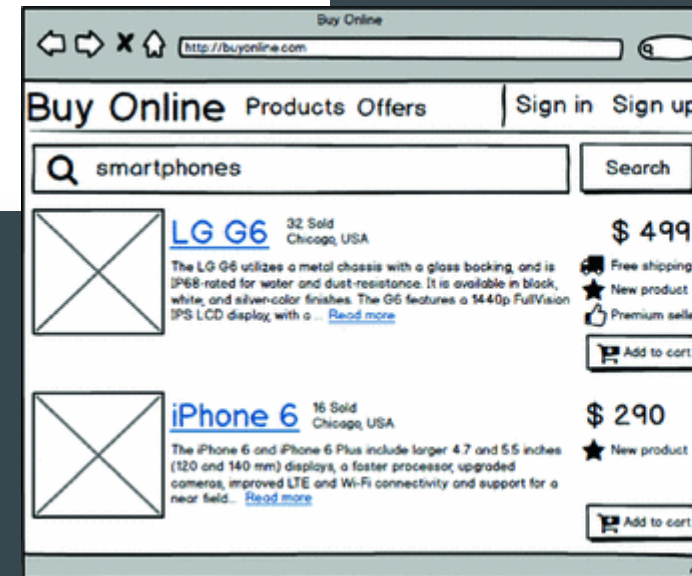 Buy Online
http://buyonline.com
Buy Online Products Offers Sign in Sign up
smartphones Search
LG G6 32 Sold
Chicago, USA
$ 499
The LG G6 utilizes a metal chassis with a glass backing, and is
IP68-rated for water and dust-resistance. It is available in black,
white, and silver-color finishes. The G6 features a 1440p FullVision
IPS LCD display, with a ... Read more
Free shipping
New product
Premium selle
Add to cart
iPhone 6 16 Sold
Chicago, USA
$ 290
The iPhone 6 and iPhone 6 Plus include larger 4.7 and 5.5 inches
(120 and 140 mm) displays, a faster processor, upgraded
cameras, improved LTE and Wi-Fi connectivity and support for a
near field... Read more
New product
Add to cart